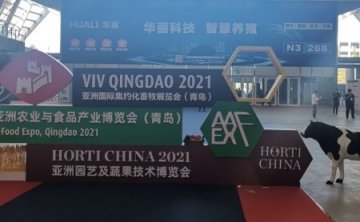 HUALI 华丽
华丽科技 智慧养殖
N3 268
VIV QINGDAO 2021
亚洲国际集约化畜牧展览会（青岛）
亚洲农业与食品产业博览会（青岛）
-Food Expo, Qingdao 2021
AAF
EXP
HORTI CHINA 2021
亚洲园艺及蔬果技术博览会
HORTI
CHINA